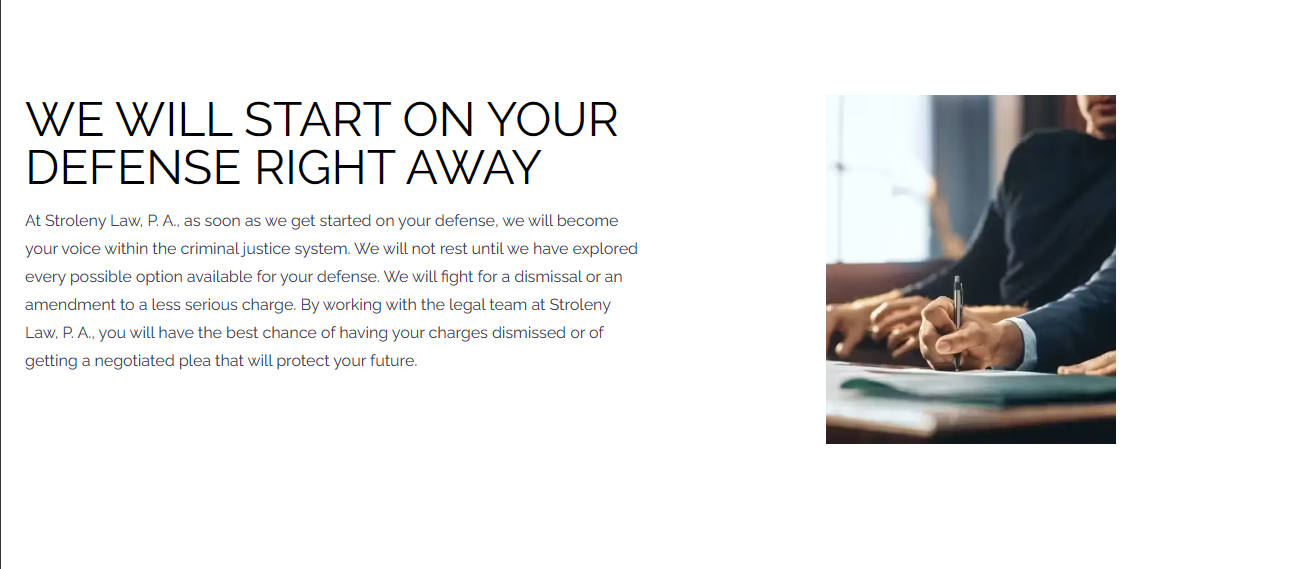 WE WILL START ON YOUR
DEFENSE RIGHT AWAY
At Stroleny Law, P. A., as soon as we get started on your defense, we will become
your voice within the criminal justice system. We will not rest until we have explored
every possible option available for your defense. We will fight for a dismissal or an
amendment to a less serious charge. By working with the legal team at Stroleny
Law, P. A., you will have the best chance of having your charges dismissed or of
getting a negotiated plea that will protect your future.